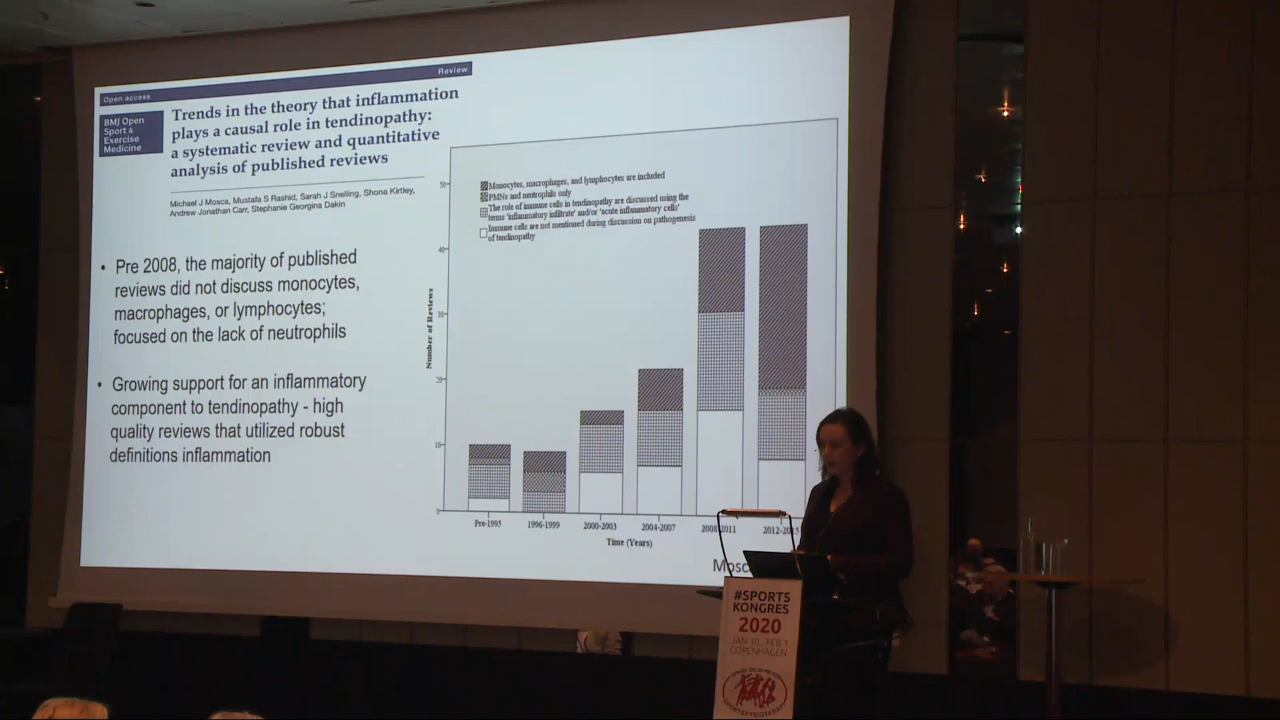 Open access
Review
BMJ Open
Sport &
Exercise
Medicine
Trends in the theory that inflammation
plays a causal role in tendinopathy:
a systematic review and quantitative
analysis of published reviews
Michael J Mosca, Mustafa S Rashid, Sarah J Snelling, Shona Kirtley,
Andrew Jonathan Carr, Stephanie Georgina Dakin
• Pre 2008, the majority of published
reviews did not discuss monocytes,
macrophages, or lymphocytes;
focused on the lack of neutrophils
• Growing support for an inflammatory
component to tendinopathy - high
quality reviews that utilized robust
definitions inflammation
Monocytes, macrophages, and lymphocytes are included
PMNs and neutrophils only
The role of immune cells in tendinopathy are discussed using the
terms 'inflammatory infiltrate' and/or 'acute inflammatory cells'
Immune cells are not mentioned during discussion on pathogenesis
of tendinopathy
Number of Reviews
50
40
30
20
10
0
Pre-1995
1996-1999
2000-2003
2004-2007
2008-2011
2012-2015
Time (Years)
Mosc
#SPORTS
KONGRES
2020
JAN 30 - FEB 1
COPENHAGEN